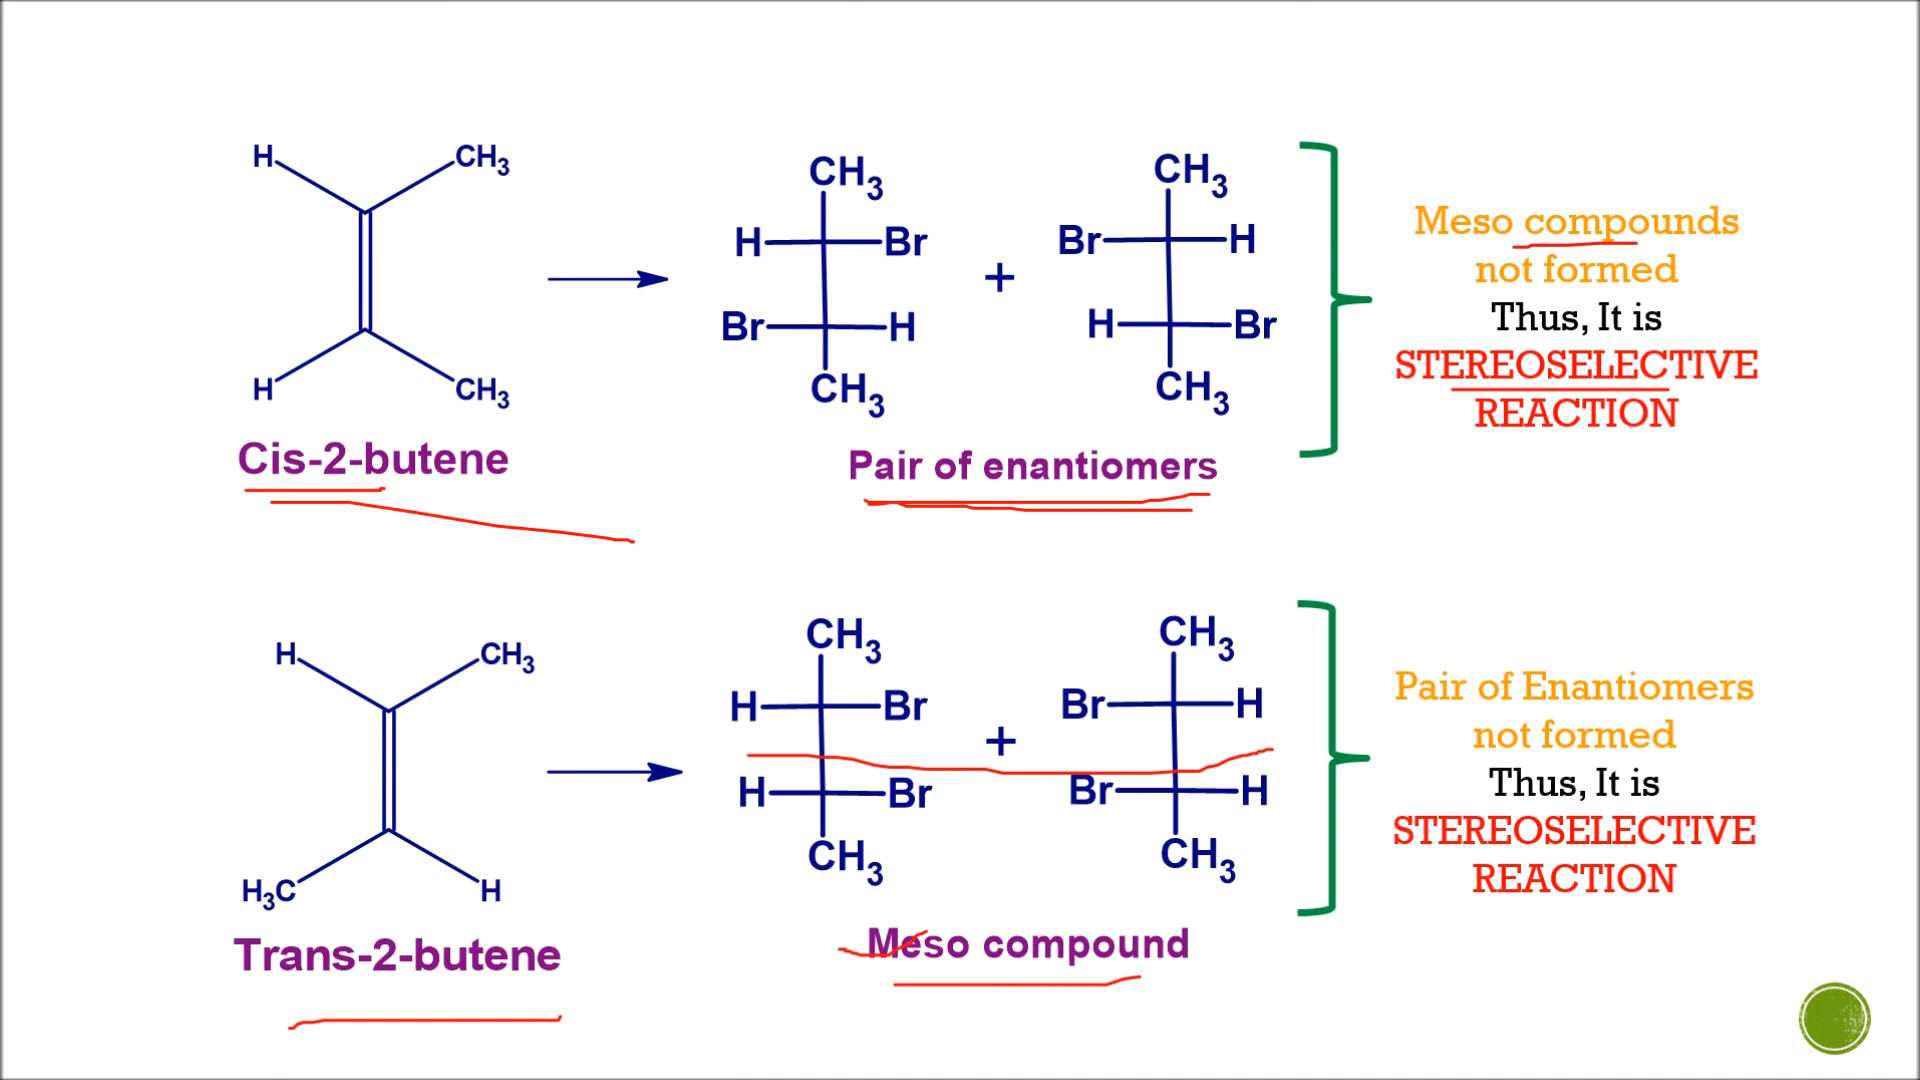 H CH3
H CH3
Cis-2-butene
CH3
H Br
Br H
CH3
+
CH3
Br H
H Br
CH3
Pair of enantiomers
Meso compounds
not formed
Thus, It is
STEREOSELECTIVE
REACTION
H CH3
H3C H
Trans-2-butene
CH3
H Br
H Br
CH3
+
CH3
Br H
Br H
CH3
Meso compound
Pair of Enantiomers
not formed
Thus, It is
STEREOSELECTIVE
REACTION